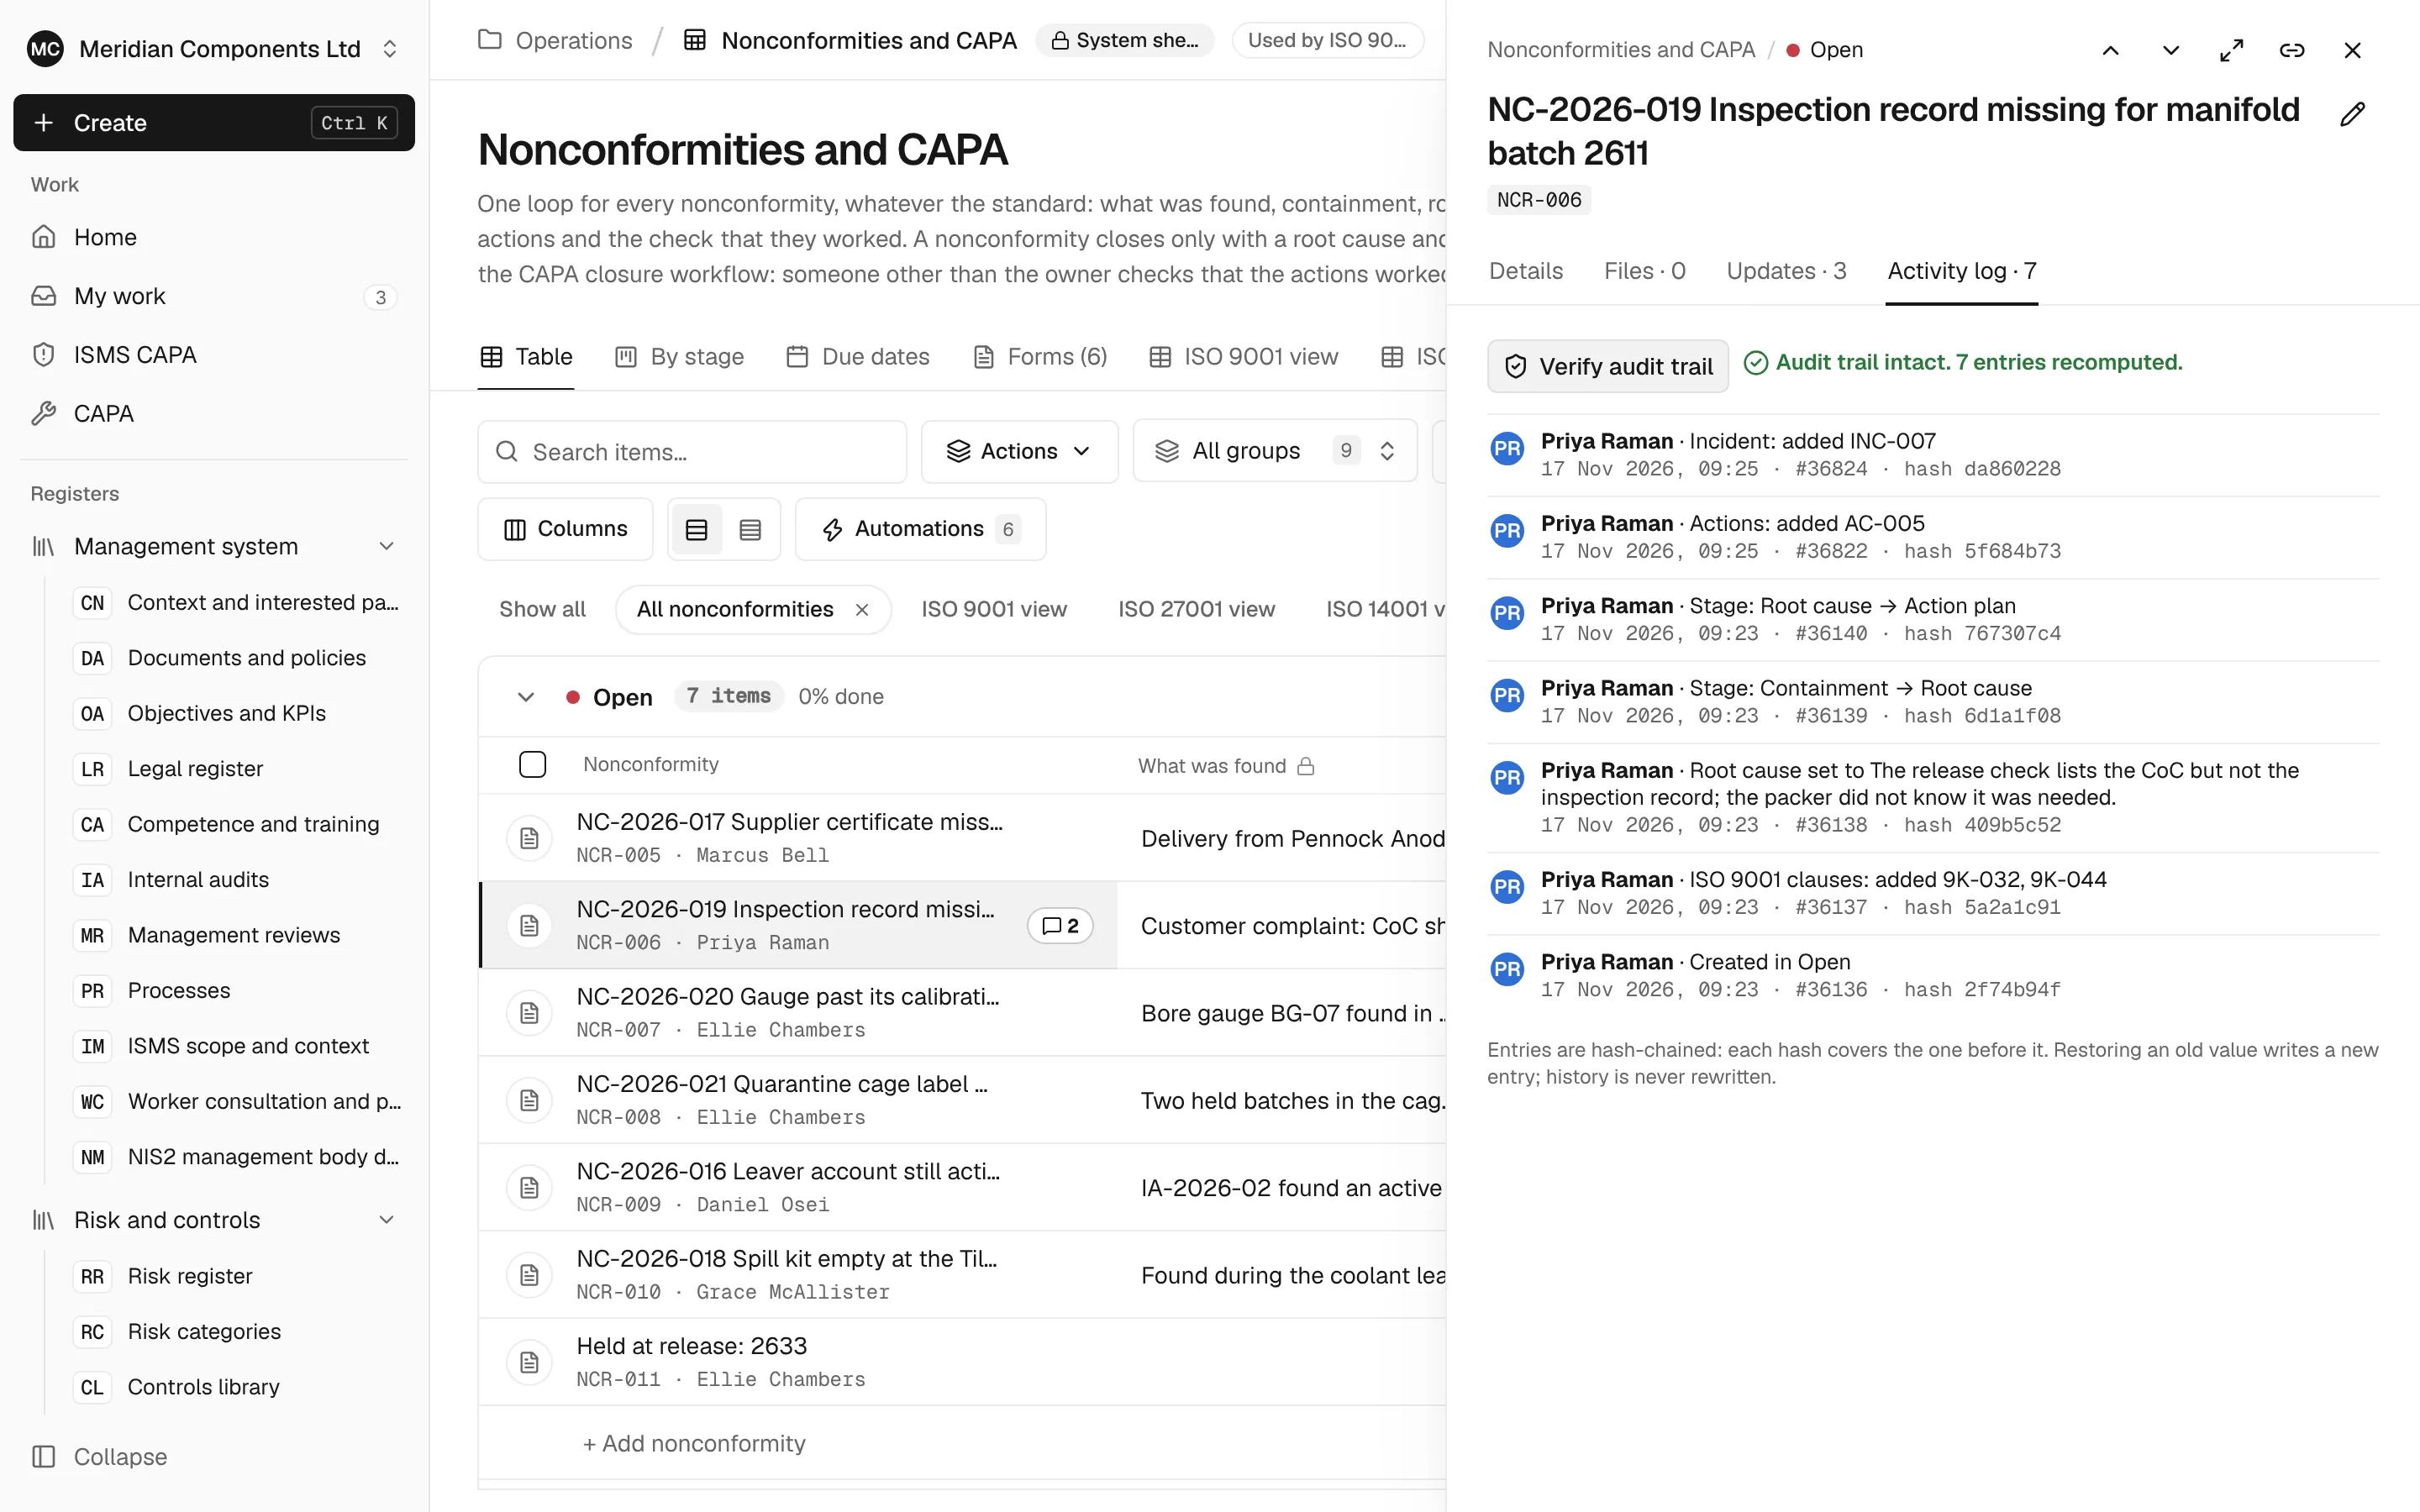 MC Meridian Components Ltd
Create Ctrl K
Work
Home
My work 3
ISMS CAPA
CAPA
Registers
Management system
CN Context and interested pa...
DA Documents and policies
OA Objectives and KPIs
LR Legal register
CA Competence and training
IA Internal audits
MR Management reviews
PR Processes
IM ISMS scope and context
WC Worker consultation and p...
NM NIS2 management body d...
Risk and controls
RR Risk register
RC Risk categories
CL Controls library
Collapse
Operations / Nonconformities and CAPA System she... Used by ISO 90...
Nonconformities and CAPA
One loop for every nonconformity, whatever the standard: what was found, containment, ro
actions and the check that they worked. A nonconformity closes only with a root cause and
the CAPA closure workflow: someone other than the owner checks that the actions worked
Table By stage Due dates Forms (6) ISO 9001 view ISO
Search items... Actions All groups 9
Columns Automations 6
Show all All nonconformities × ISO 9001 view ISO 27001 view ISO 14001 v
Open 7 items 0% done
Nonconformity What was found
NC-2026-017 Supplier certificate miss...
NCR-005 · Marcus Bell
Delivery from Pennock Anod
NC-2026-019 Inspection record missi...
NCR-006 · Priya Raman
2
Customer complaint: CoC sh
NC-2026-020 Gauge past its calibrati...
NCR-007 · Ellie Chambers
Bore gauge BG-07 found in ..
NC-2026-021 Quarantine cage label ...
NCR-008 · Ellie Chambers
Two held batches in the cag.
NC-2026-016 Leaver account still acti...
NCR-009 · Daniel Osei
IA-2026-02 found an active
NC-2026-018 Spill kit empty at the Til...
NCR-010 · Grace McAllister
Found during the coolant lea
Held at release: 2633
NCR-011 · Ellie Chambers
+ Add nonconformity
Nonconformities and CAPA / Open
NC-2026-019 Inspection record missing for manifold
batch 2611
NCR-006
Details Files · 0 Updates · 3 Activity log · 7
Verify audit trail Audit trail intact. 7 entries recomputed.
PR Priya Raman · Incident: added INC-007
17 Nov 2026, 09:25 · #36824 · hash da860228
PR Priya Raman · Actions: added AC-005
17 Nov 2026, 09:25 · #36822 · hash 5f684b73
PR Priya Raman · Stage: Root cause → Action plan
17 Nov 2026, 09:23 · #36140 · hash 767307c4
PR Priya Raman · Stage: Containment → Root cause
17 Nov 2026, 09:23 · #36139 · hash 6d1a1f08
PR Priya Raman · Root cause set to The release check lists the CoC but not the
inspection record; the packer did not know it was needed.
17 Nov 2026, 09:23 · #36138 · hash 409b5c52
PR Priya Raman · ISO 9001 clauses: added 9K-032, 9K-044
17 Nov 2026, 09:23 · #36137 · hash 5a2a1c91
PR Priya Raman · Created in Open
17 Nov 2026, 09:23 · #36136 · hash 2f74b94f
Entries are hash-chained: each hash covers the one before it. Restoring an old value writes a new
entry; history is never rewritten.